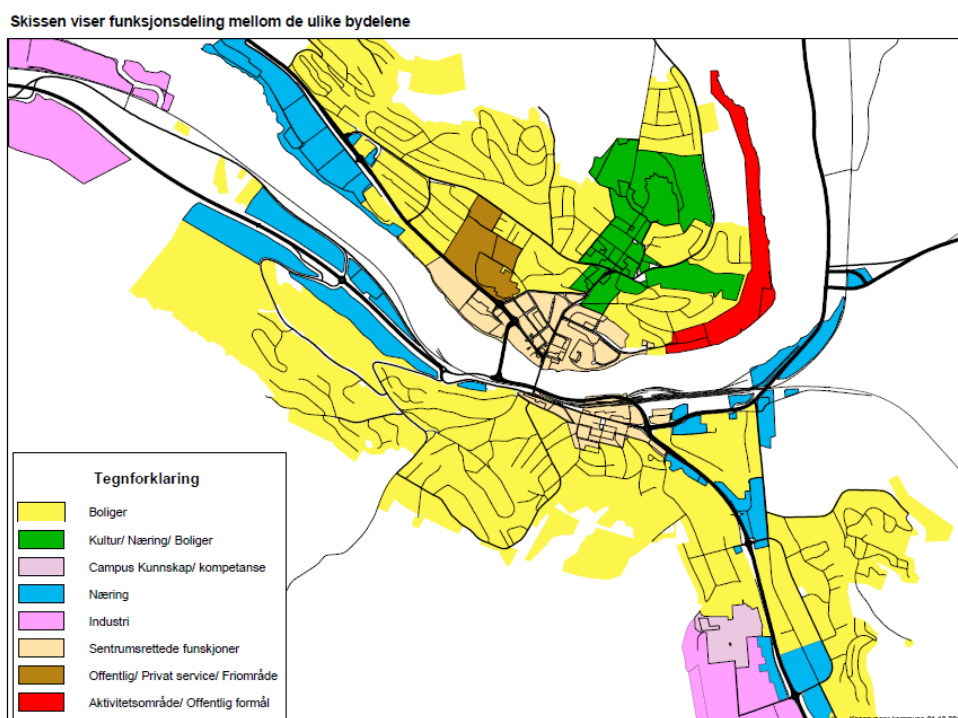 Skissen viser funksjonsdeling mellom de ulike bydelene
Tegnforklaring
Boliger
Kultur/ Næring/ Boliger
Campus Kunnskap/ kompetanse
Næring
Industri
Sentrumsrettede funskjoner
Offentlig/ Privat service/ Friområde
Aktivitetsområde/ Offentlig formål